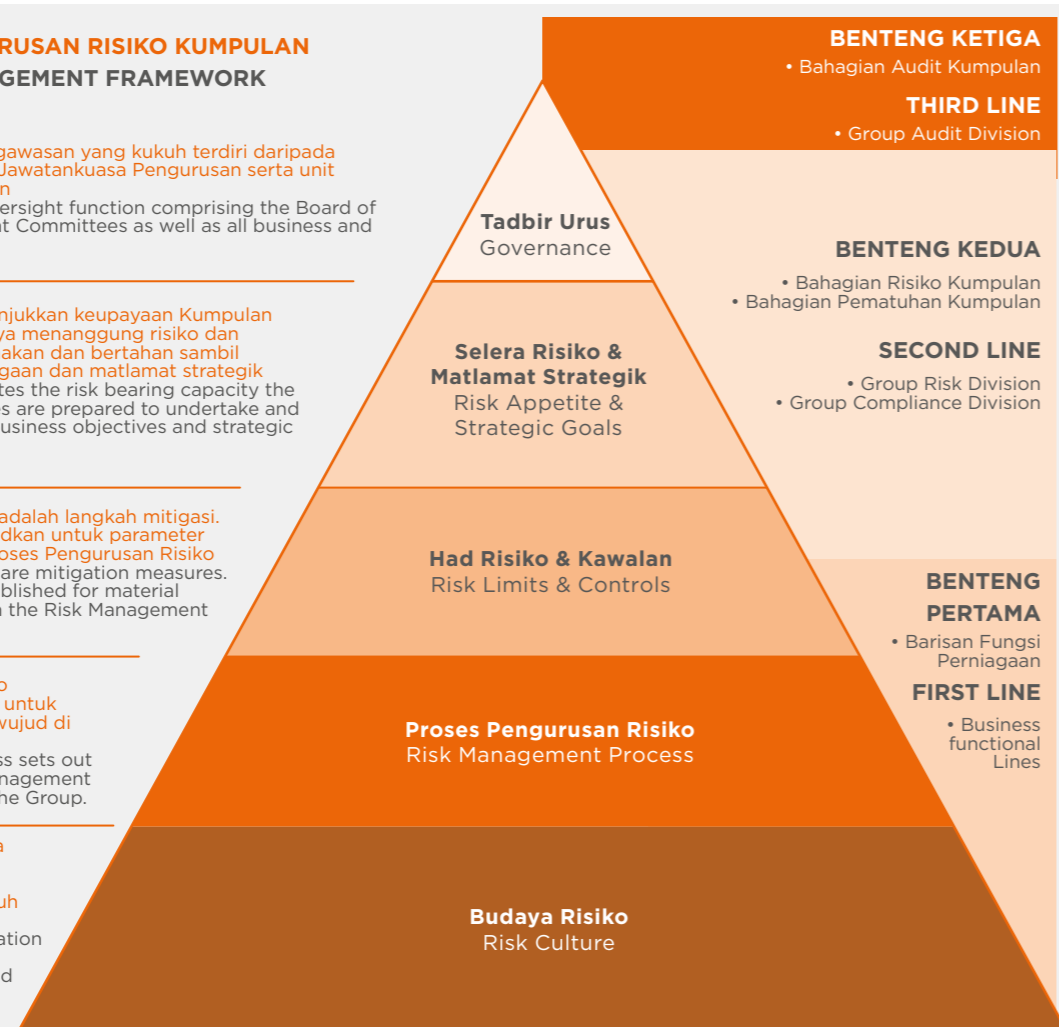 RUSAN RISIKO KUMPULAN
GEMENT FRAMEWORK
gawasan yang kukuh terdiri daripada
Jawatankuasa Pengurusan serta unit
n
ersight function comprising the Board of
t Committees as well as all business and
njukkan keupayaan Kumpulan
ya menanggung risiko dan
akan dan bertahan sambil
gaan dan matlamat strategik
tes the risk bearing capacity the
es are prepared to undertake and
usiness objectives and strategic
adalah langkah mitigasi.
dkan untuk parameter
oses Pengurusan Risiko
are mitigation measures.
blished for material
n the Risk Management
o
untuk
wujud di
ss sets out
nagement
he Group.
a
uh
ation
d
Tadbir Urus
Governance
Selera Risiko &
Matlamat Strategik
Risk Appetite &
Strategic Goals
Had Risiko & Kawalan
Risk Limits & Controls
Proses Pengurusan Risiko
Risk Management Process
Budaya Risiko
Risk Culture
BENTENG KETIGA
• Bahagian Audit Kumpulan
THIRD LINE
• Group Audit Division
BENTENG KEDUA
• Bahagian Risiko Kumpulan
• Bahagian Pematuhan Kumpulan
SECOND LINE
• Group Risk Division
• Group Compliance Division
BENTENG
PERTAMA
• Barisan Fungsi
Perniagaan
FIRST LINE
• Business
functional
Lines